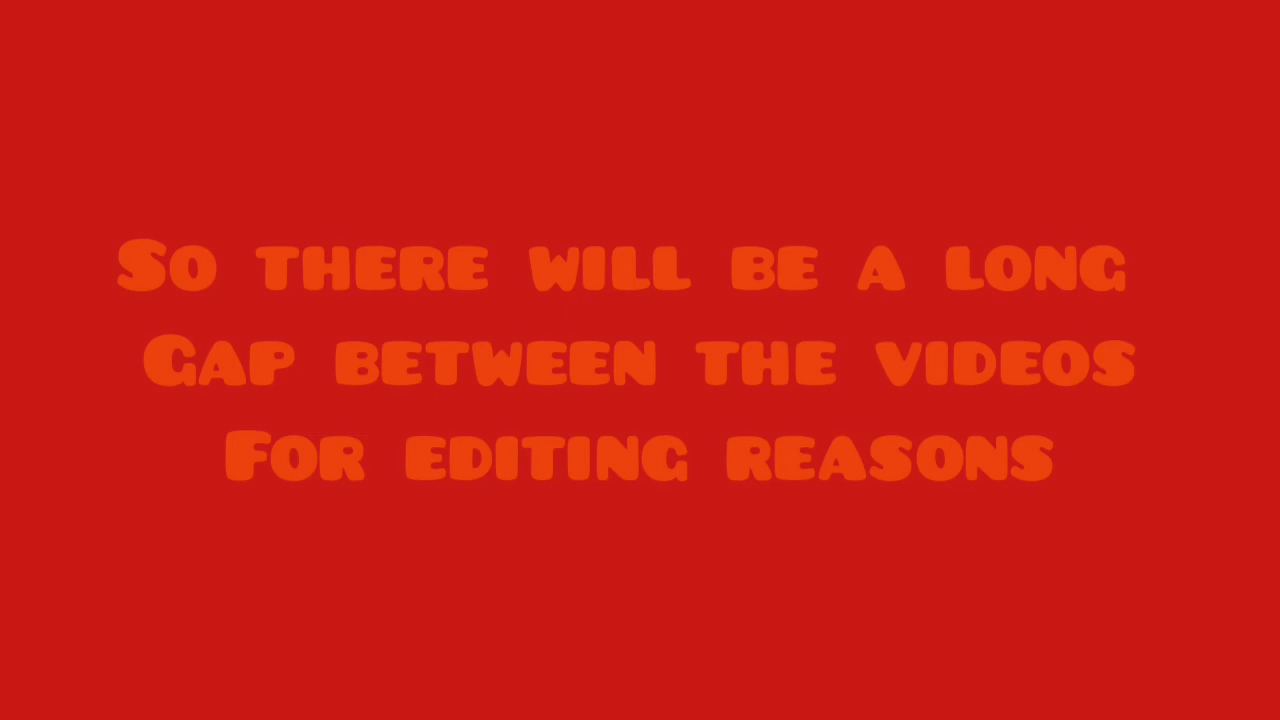 So there will be a long
Gap between the videos
For editing reasons